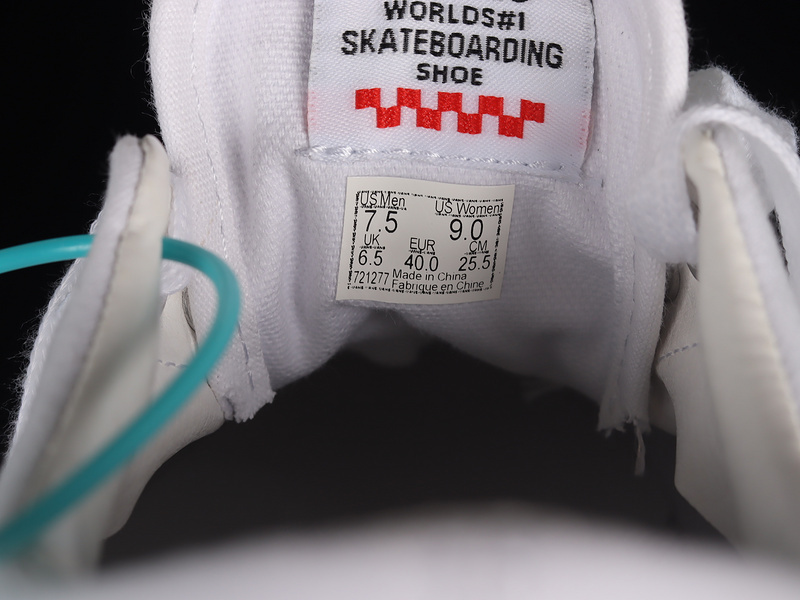 WORLDS#1
SKATEBOARDING
SHOE
US Men US Women
7.5 9.0
UK EUR CM
6.5 40.0 25.5
721277 Made in China
Fabrique en Chine